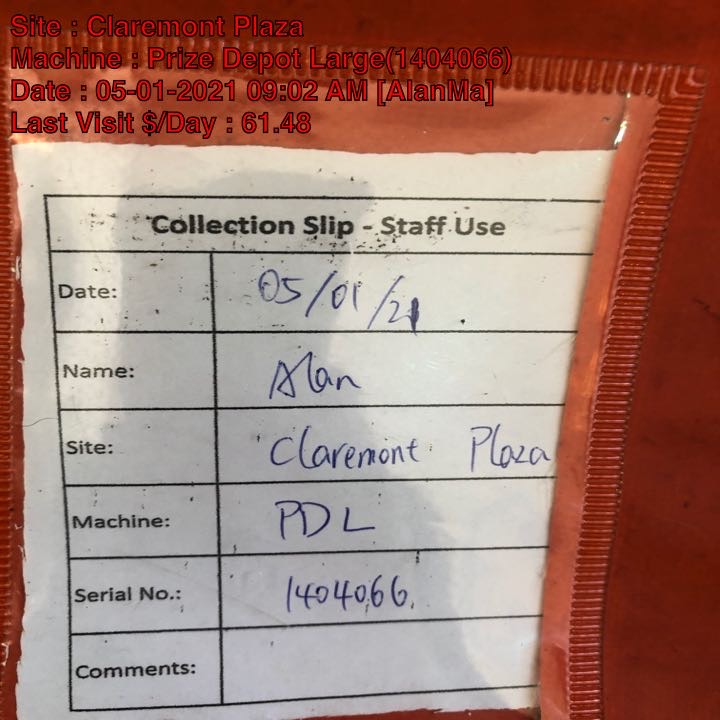 Site : Claremont Plaza
Machine : Prize Depot Large(1404066)
Date : 05-01-2021 09:02 AM [AlanMa]
Last Visit $/Day : 61.48
Collection Slip - Staff Use
Date: 05/01/21
Name: Alan
Site: Claremont Plaza
Machine: PDL
Serial No.: 1404066
Comments: